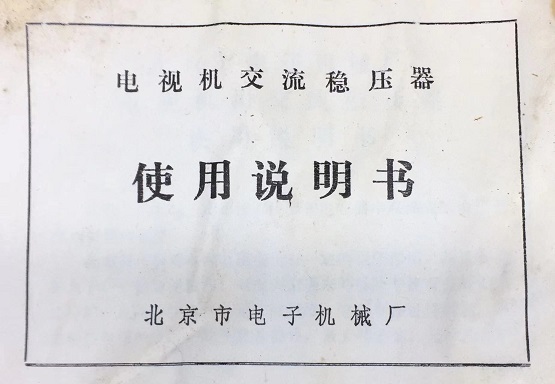 电视机交流稳压器
使用说明书
北京市电子机械厂